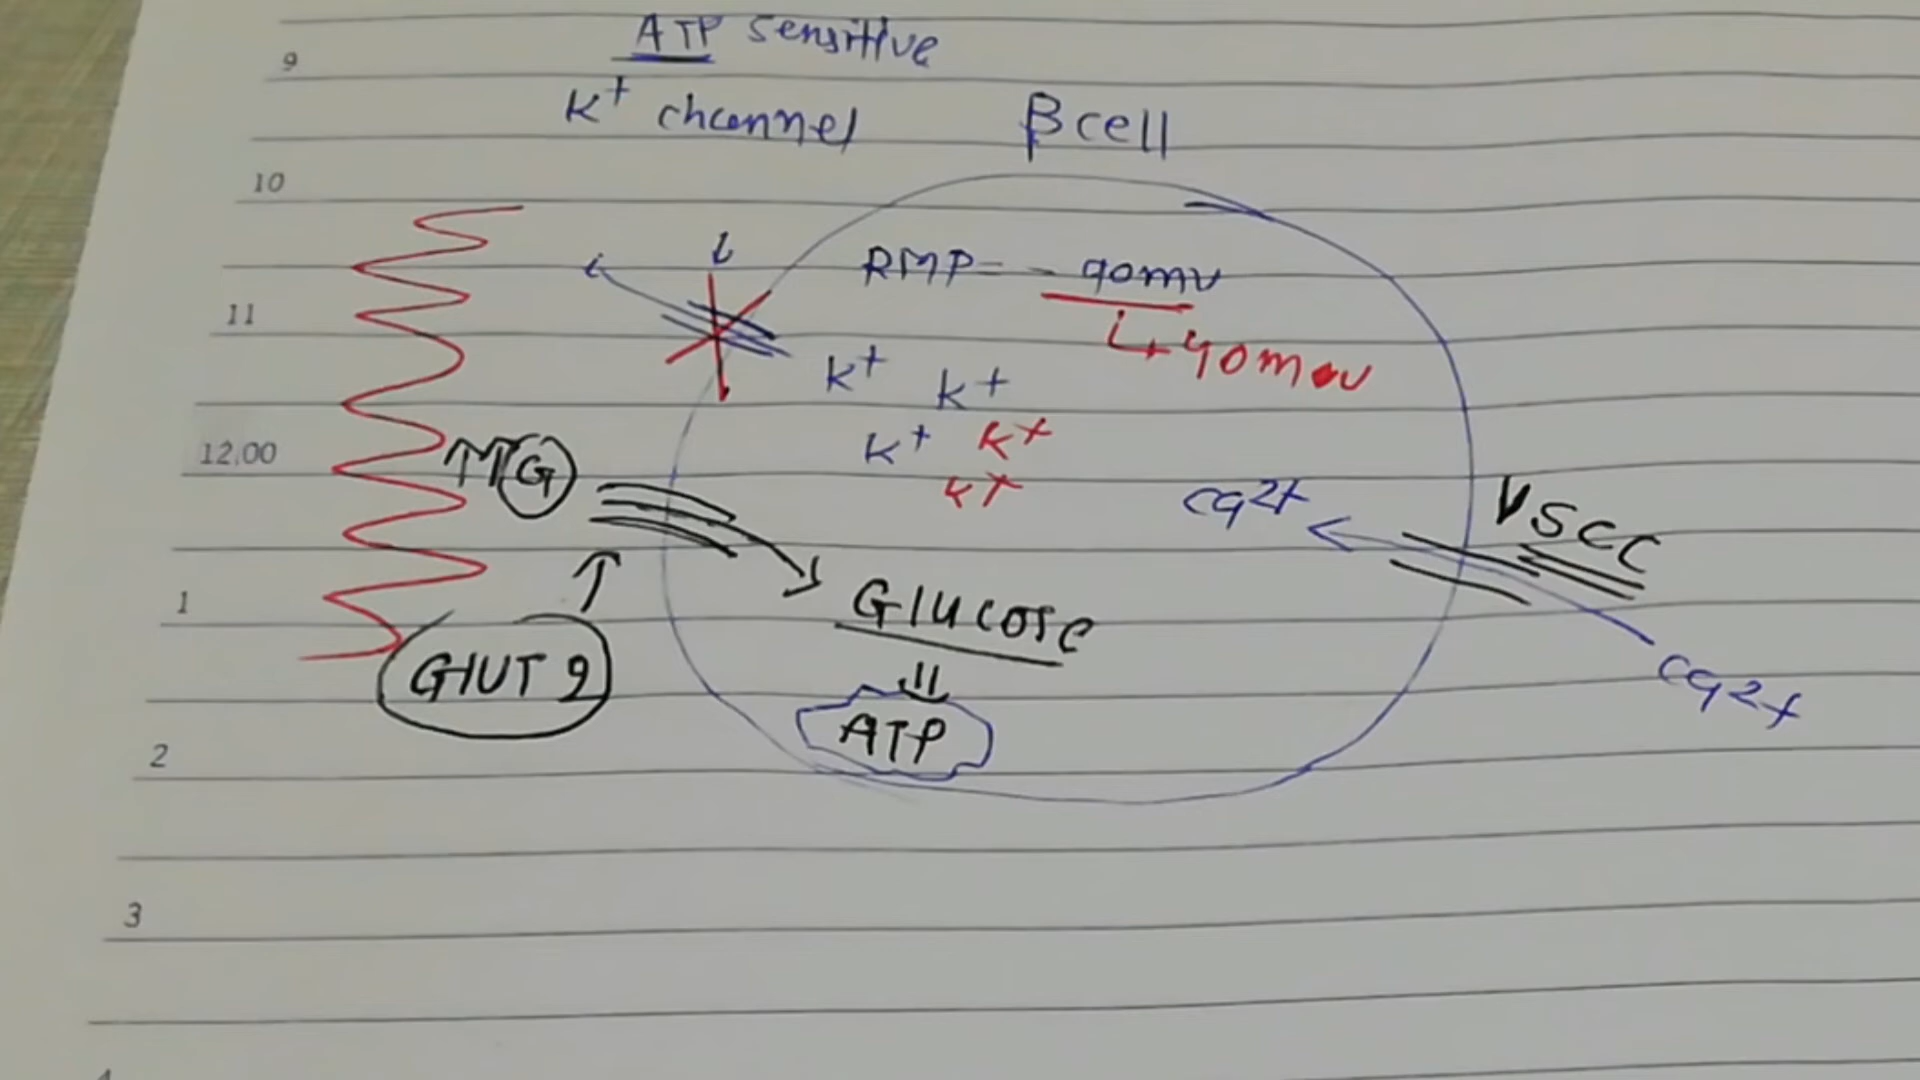 ATP sensitive
9
K+ channel
β cell
10
RMP = - 90mv
11
→ 40mv
K+ K+
K+ K+
K+
12.00
↑↑ G
ca2+
VSCC
1
Glucose
GlUT 2
ca2+
ATP
2
3
4